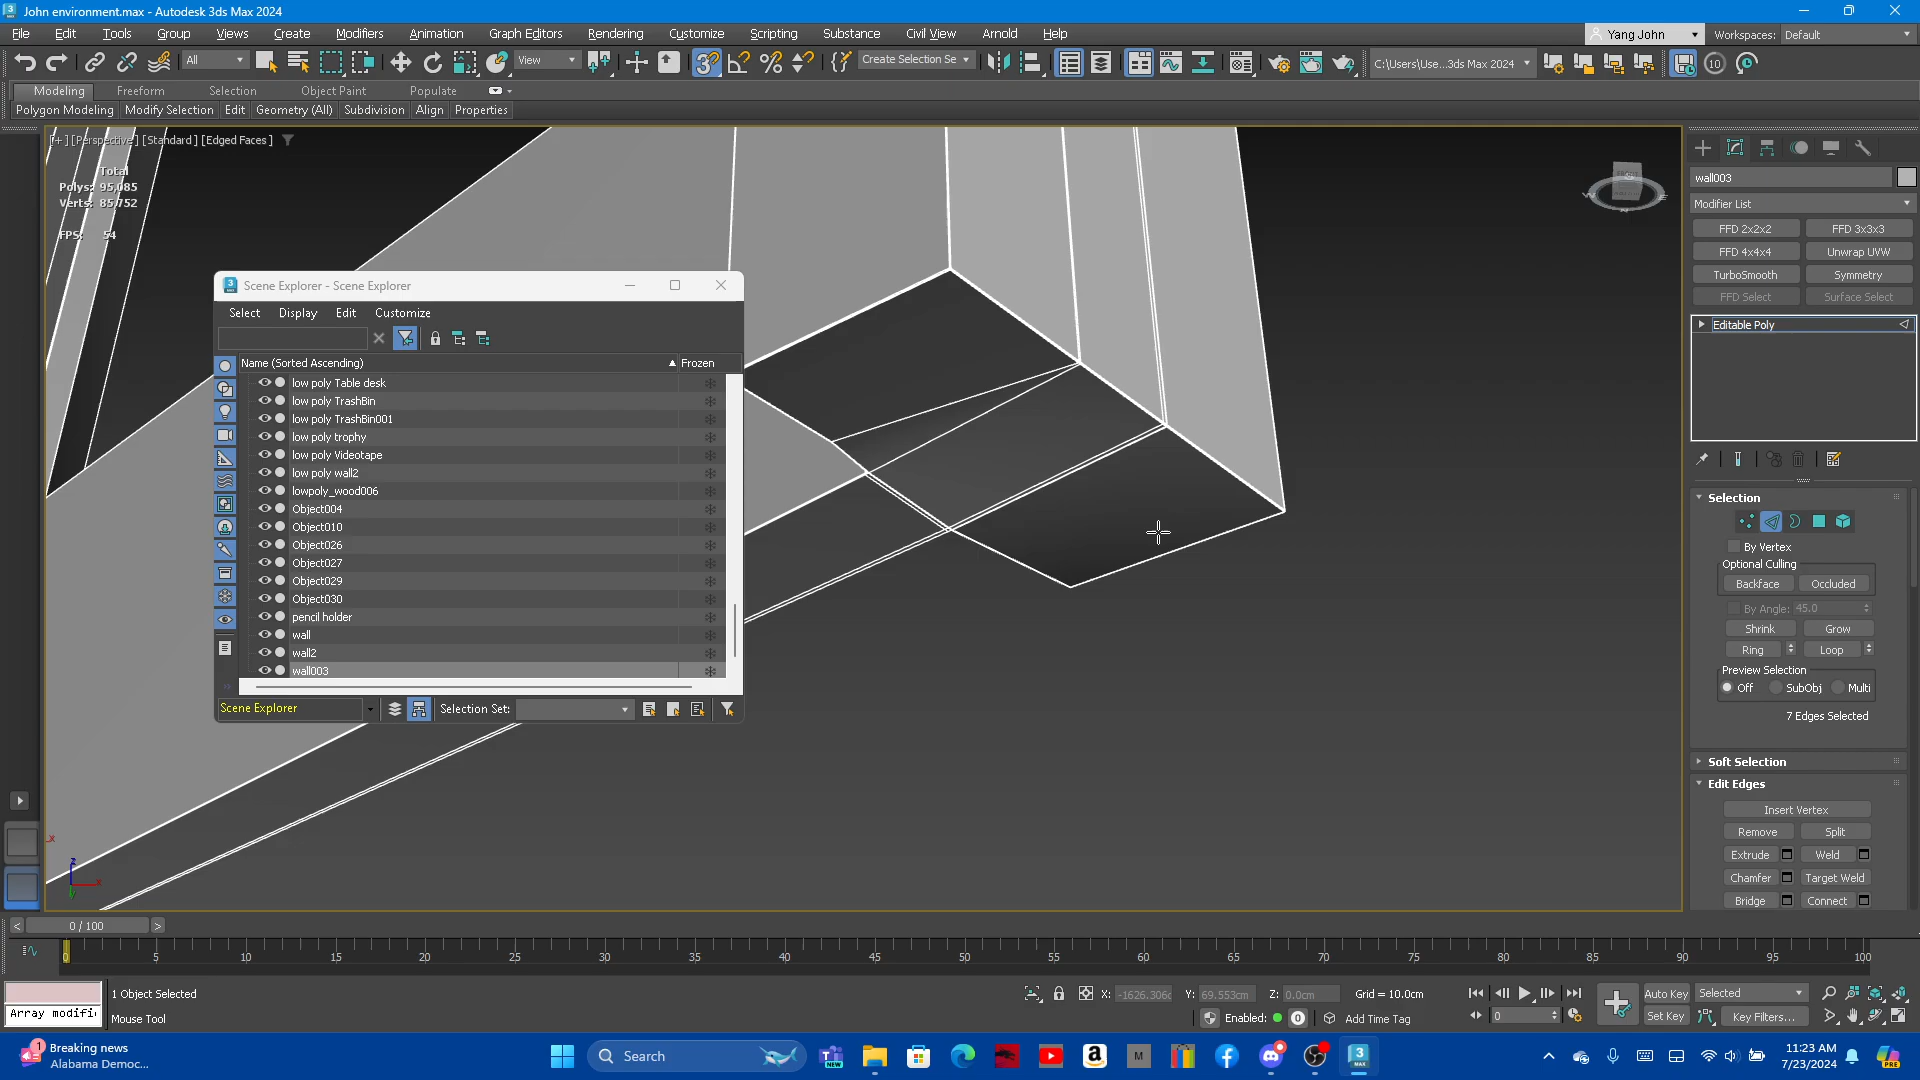 John environment.max - Autodesk 3ds Max 2024
File Edit Tools Group Views Create Modifiers Animation Graph Editors Rendering Customize Scripting Substance Civil View Arnold Help
Yang John Workspaces: Default
All View Create Selection Se C:\Users\Use...3ds Max 2024 10
Modeling Freeform Selection Object Paint Populate
Polygon Modeling Modify Selection Edit Geometry (All) Subdivision Align Properties
[+] [Perspective] [Standard] [Edged Faces]
Total
Polys: 95,085
Verts: 85,752
FPS: 54
Scene Explorer - Scene Explorer
Select Display Edit Customize
Name (Sorted Ascending) Frozen
low poly Table desk
low poly TrashBin
low poly TrashBin001
low poly trophy
low poly Videotape
low poly wall2
lowpoly_wood006
Object004
Object010
Object026
Object027
Object029
Object030
pencil holder
wall
wall2
wall003
Scene Explorer Selection Set:
wall003
Modifier List
FFD 2x2x2 FFD 3x3x3
FFD 4x4x4 Unwrap UVW
TurboSmooth Symmetry
FFD Select Surface Select
Editable Poly
Selection
By Vertex
Optional Culling
Backface Occluded
By Angle: 45.0
Shrink Grow
Ring Loop
Preview Selection
Off SubObj Multi
7 Edges Selected
Soft Selection
Edit Edges
Insert Vertex
Remove Split
Extrude Weld
Chamfer Target Weld
Bridge Connect
z x
0 / 100
0 5 10 15 20 25 30 35 40 45 50 55 60 65 70 75 80 85 90 95 100
1 Object Selected X: -1626.306c Y: 69.553cm Z: 0.0cm Grid = 10.0cm Auto Key Selected
Array modifi Mouse Tool Enabled: 0 Add Time Tag 0 Set Key Key Filters...
Breaking news
Alabama Democ...
Search
NEW
M
MAX
11:23 AM
7/23/2024
PRE